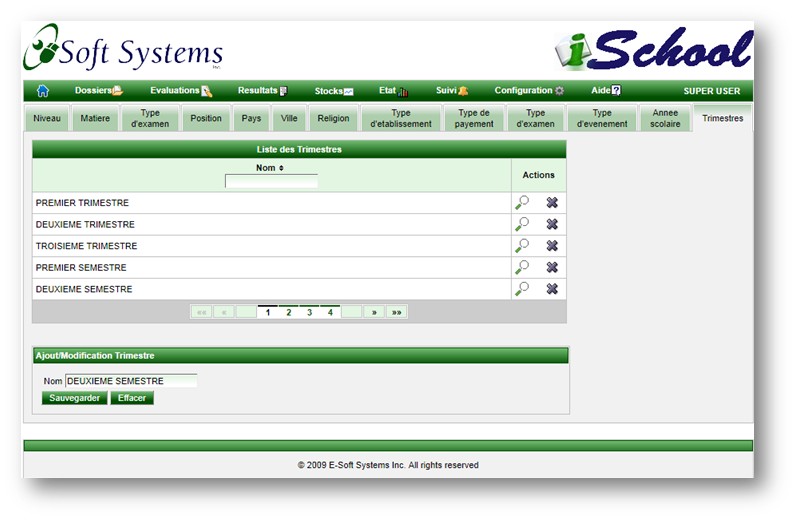 eSoft Systems Inc.
iSchool
Dossiers Evaluations Resultats Stocks Etat Suivi Configuration Aide SUPER USER
Niveau Matiere Type d'examen Position Pays Ville Religion Type d'etablissement Type de payement Type d'examen Type d'evenement Annee scolaire Trimestres
Liste des Trimestres
Nom Actions
PREMIER TRIMESTRE
DEUXIEME TRIMESTRE
TROISIEME TRIMESTRE
PREMIER SEMESTRE
DEUXIEME SEMESTRE
«« « 1 2 3 4 » »»
Ajout/Modification Trimestre
Nom DEUXIEME SEMESTRE
Sauvegarder Effacer
© 2009 E-Soft Systems Inc. All rights reserved